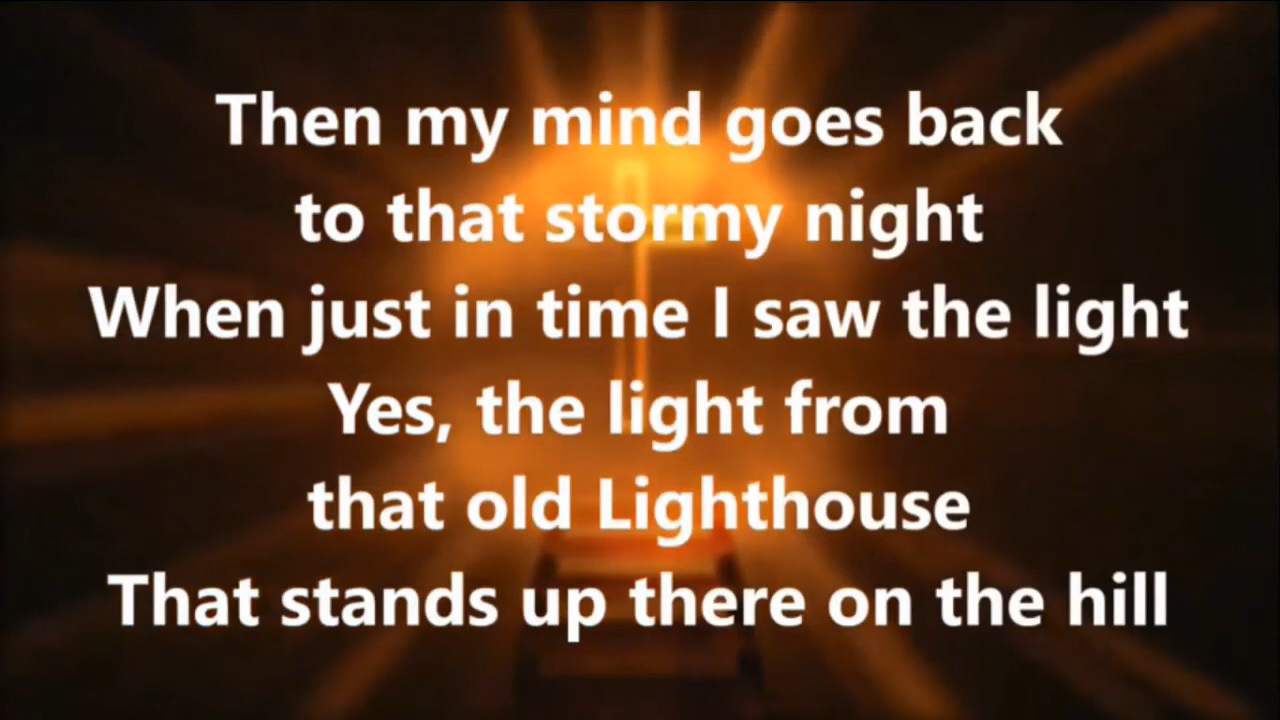 Then my mind goes back
to that stormy night
When just in time I saw the light
Yes, the light from
that old Lighthouse
That stands up there on the hill